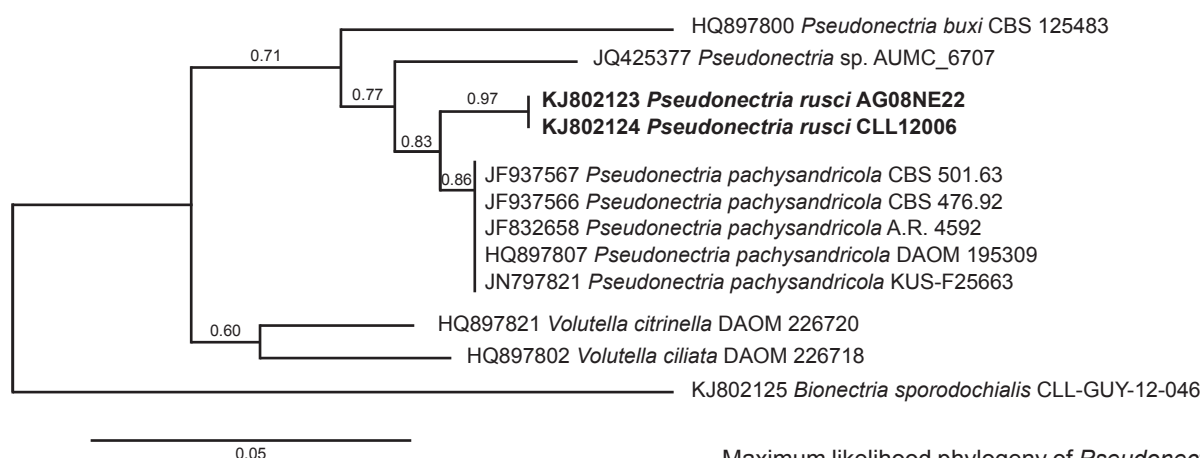 HQ897800 Pseudonectria buxi CBS 125483
0.71
JQ425377 Pseudonectria sp. AUMC_6707
0.77
0.97
KJ802123 Pseudonectria rusci AG08NE22
KJ802124 Pseudonectria rusci CLL12006
0.83
0.86
JF937567 Pseudonectria pachysandricola CBS 501.63
JF937566 Pseudonectria pachysandricola CBS 476.92
JF832658 Pseudonectria pachysandricola A.R. 4592
HQ897807 Pseudonectria pachysandricola DAOM 195309
JN797821 Pseudonectria pachysandricola KUS-F25663
HQ897821 Volutella citrinella DAOM 226720
0.60
HQ897802 Volutella ciliata DAOM 226718
KJ802125 Bionectria sporodochialis CLL-GUY-12-046
0.05
Maximum likelihood phylogeny of